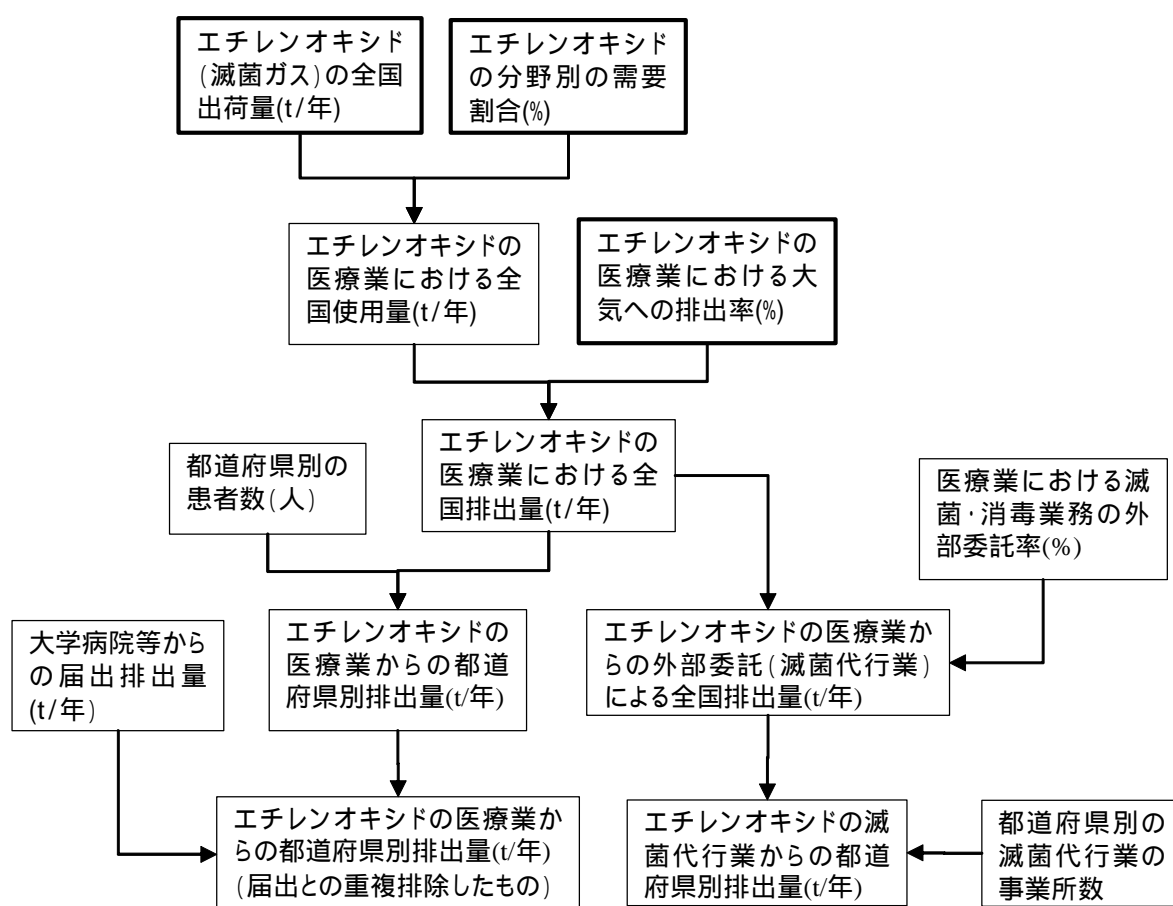 エチレンオキシド
(滅菌ガス)の全国
出荷量(t/年)
エチレンオキシド
の分野別の需要
割合(%)
エチレンオキシドの
医療業における全
国使用量(t/年)
エチレンオキシドの
医療業における大
気への排出率(%)
エチレンオキシドの
医療業における全
国排出量(t/年)
都道府県別の
患者数(人)
医療業における滅
菌・消毒業務の外
部委託率(%)
大学病院等から
の届出排出量
(t/年)
エチレンオキシドの
医療業からの都道
府県別排出量(t/年)
エチレンオキシドの医療業か
らの外部委託(滅菌代行業)
による全国排出量(t/年)
エチレンオキシドの医療業か
らの都道府県別排出量(t/年)
(届出との重複排除したもの)
エチレンオキシドの滅
菌代行業からの都道
府県別排出量(t/年)
都道府県別の
滅菌代行業の
事業所数